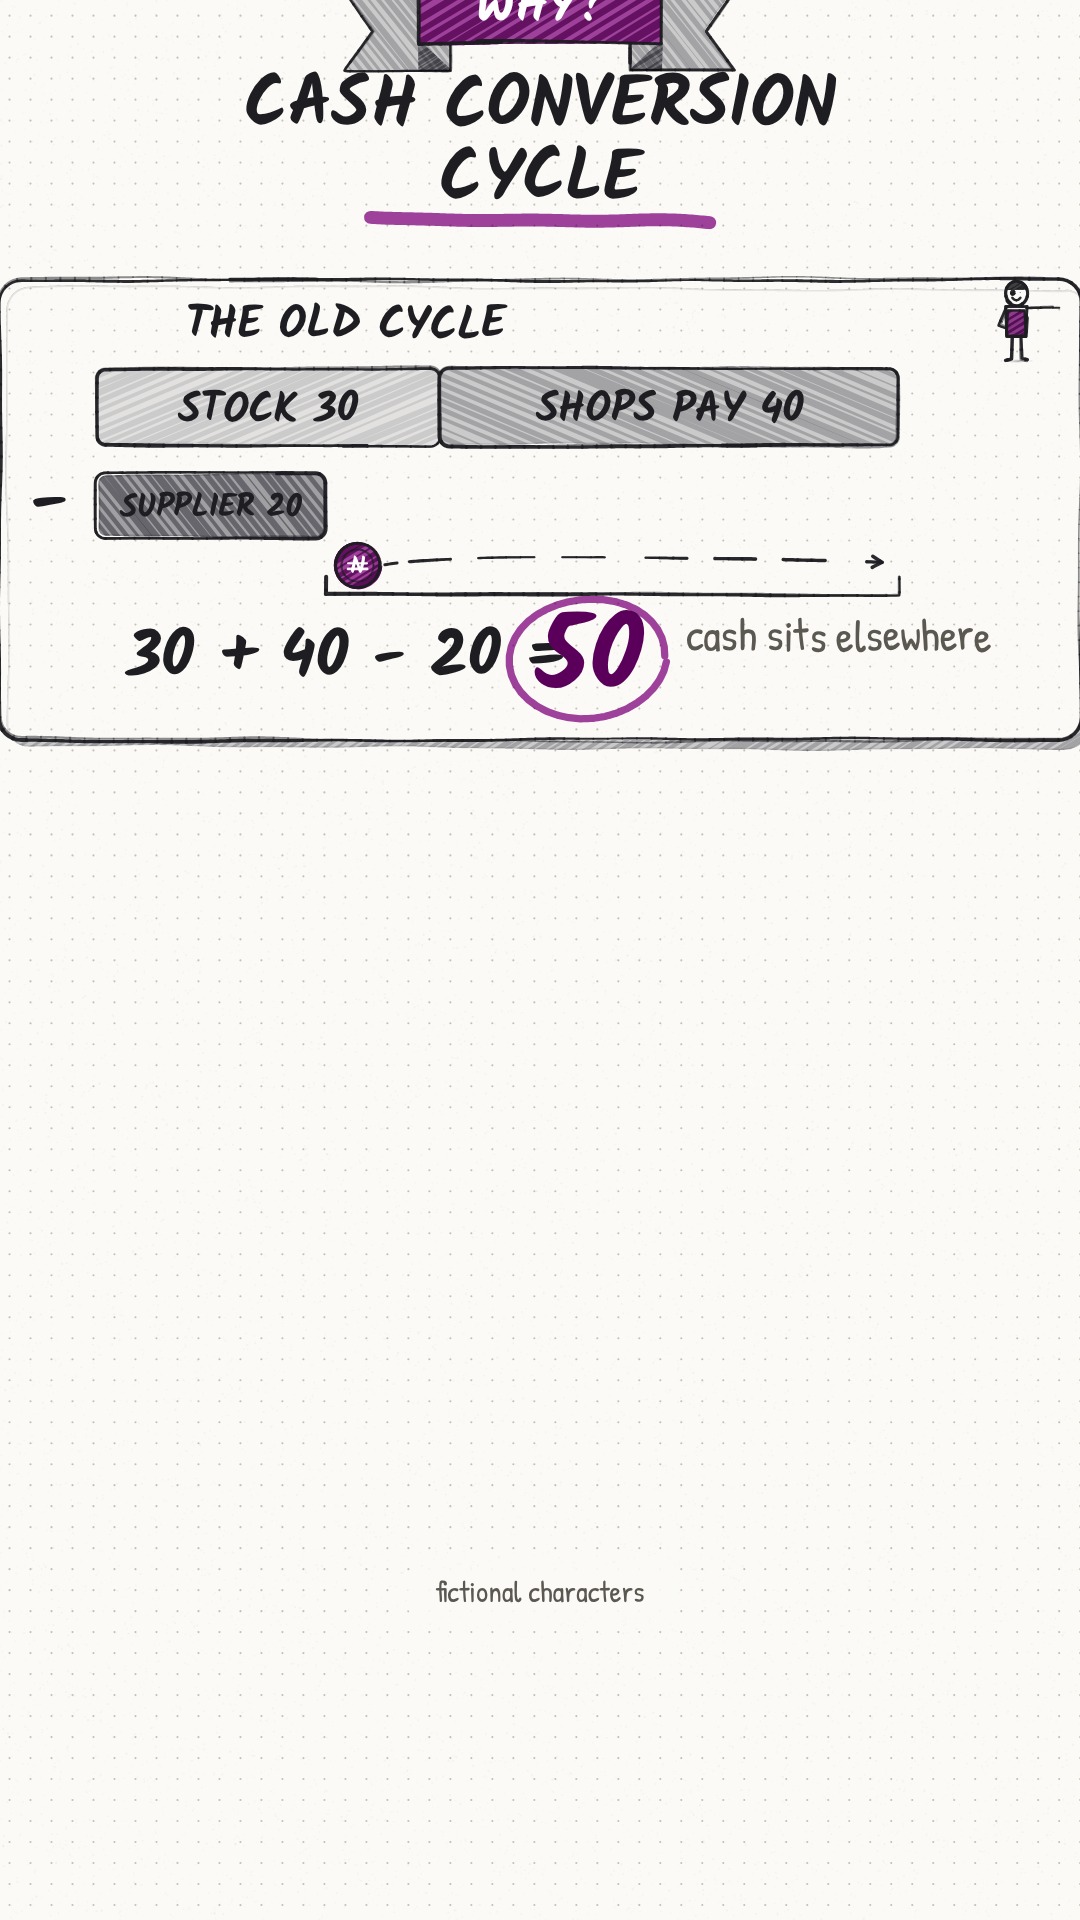 WHY?
CASH CONVERSION
CYCLE
THE OLD CYCLE
STOCK 30
SHOPS PAY 40
- SUPPLIER 20
₦
30 + 40 - 20 = 50
cash sits elsewhere
fictional characters